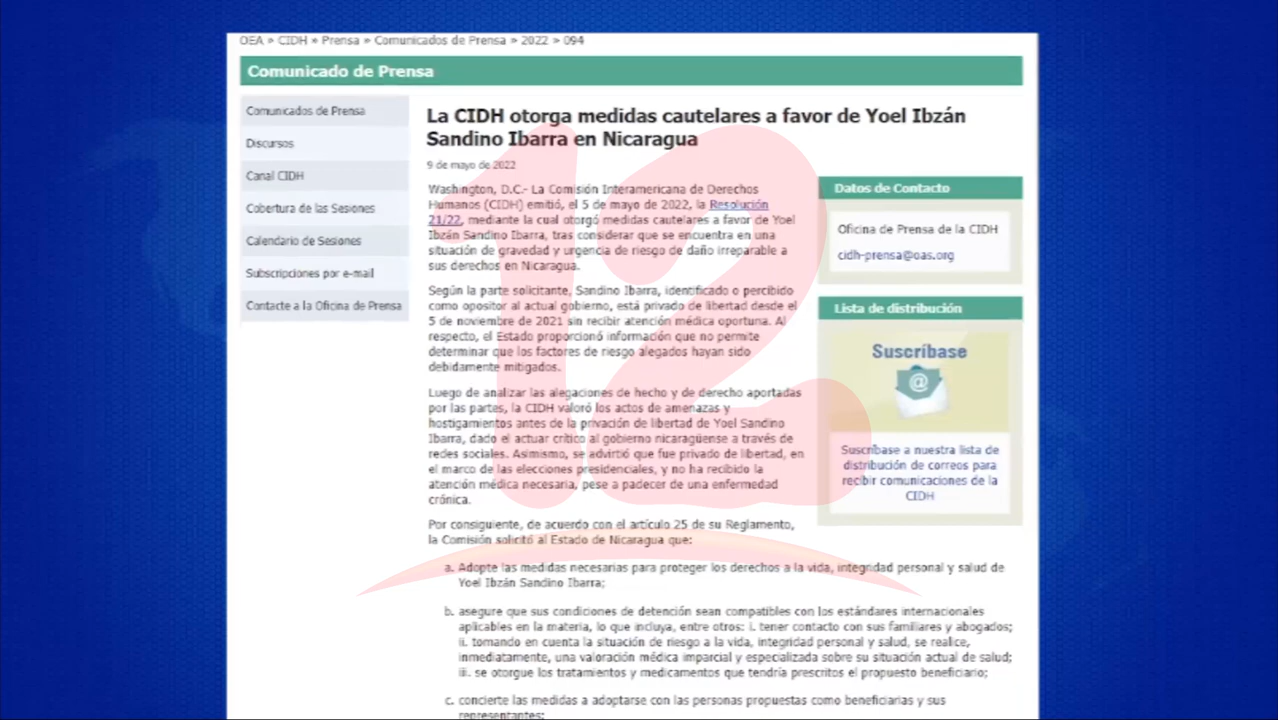 OEA » CIDH » Prensa » Comunicados de Prensa » 2022 » 094
Comunicado de Prensa
Comunicados de Prensa
Discursos
Canal CIDH
Cobertura de las Sesiones
Calendario de Sesiones
Subscripciones por e-mail
Contacte a la Oficina de Prensa
La CIDH otorga medidas cautelares a favor de Yoel Ibzán
Sandino Ibarra en Nicaragua
9 de mayo de 2022
Washington, D.C.- La Comisión Interamericana de Derechos
Humanos (CIDH) emitió, el 5 de mayo de 2022, la Resolución
21/22, mediante la cual otorgó medidas cautelares a favor de Yoel
Ibzán Sandino Ibarra, tras considerar que se encuentra en una
situación de gravedad y urgencia de riesgo de daño irreparable a
sus derechos en Nicaragua.
Según la parte solicitante, Sandino Ibarra, identificado o percibido
como opositor al actual gobierno, está privado de libertad desde el
5 de noviembre de 2021 sin recibir atención médica oportuna. Al
respecto, el Estado proporcionó información que no permite
determinar que los factores de riesgo alegados hayan sido
debidamente mitigados.
Luego de analizar las alegaciones de hecho y de derecho aportadas
por las partes, la CIDH valoró los actos de amenazas y
hostigamientos antes de la privación de libertad de Yoel Sandino
Ibarra, dado el actuar crítico al gobierno nicaragüense a través de
redes sociales. Asimismo, se advirtió que fue privado de libertad, en
el marco de las elecciones presidenciales, y no ha recibido la
atención médica necesaria, pese a padecer de una enfermedad
crónica.
Por consiguiente, de acuerdo con el artículo 25 de su Reglamento,
la Comisión solicitó al Estado de Nicaragua que:
a. Adopte las medidas necesarias para proteger los derechos a la vida, integridad personal y salud de
Yoel Ibzán Sandino Ibarra;
b. asegure que sus condiciones de detención sean compatibles con los estándares internacionales
aplicables en la materia, lo que incluya, entre otros: i. tener contacto con sus familiares y abogados;
ii. tomando en cuenta la situación de riesgo a la vida, integridad personal y salud, se realice,
inmediatamente, una valoración médica imparcial y especializada sobre su situación actual de salud;
iii. se otorgue los tratamientos y medicamentos que tendría prescritos el propuesto beneficiario;
c. concierte las medidas a adoptarse con las personas propuestas como beneficiarias y sus
representantes;
Datos de Contacto
Oficina de Prensa de la CIDH
cidh-prensa@oas.org
Lista de distribución
Suscríbase
@
Suscríbase a nuestra lista de
distribución de correos para
recibir comunicaciones de la
CIDH
12